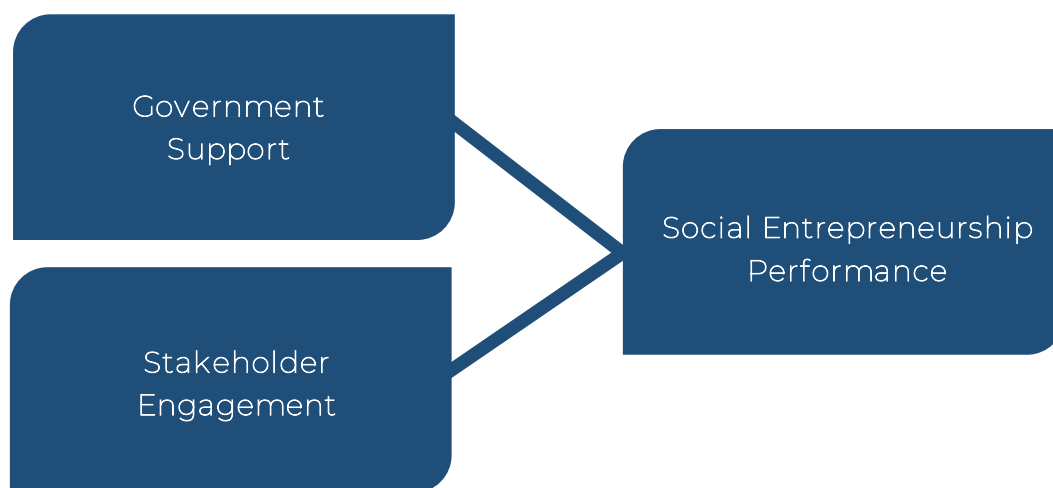 Government
Support
Social Entrepreneurship
Performance
Stakeholder
Engagement